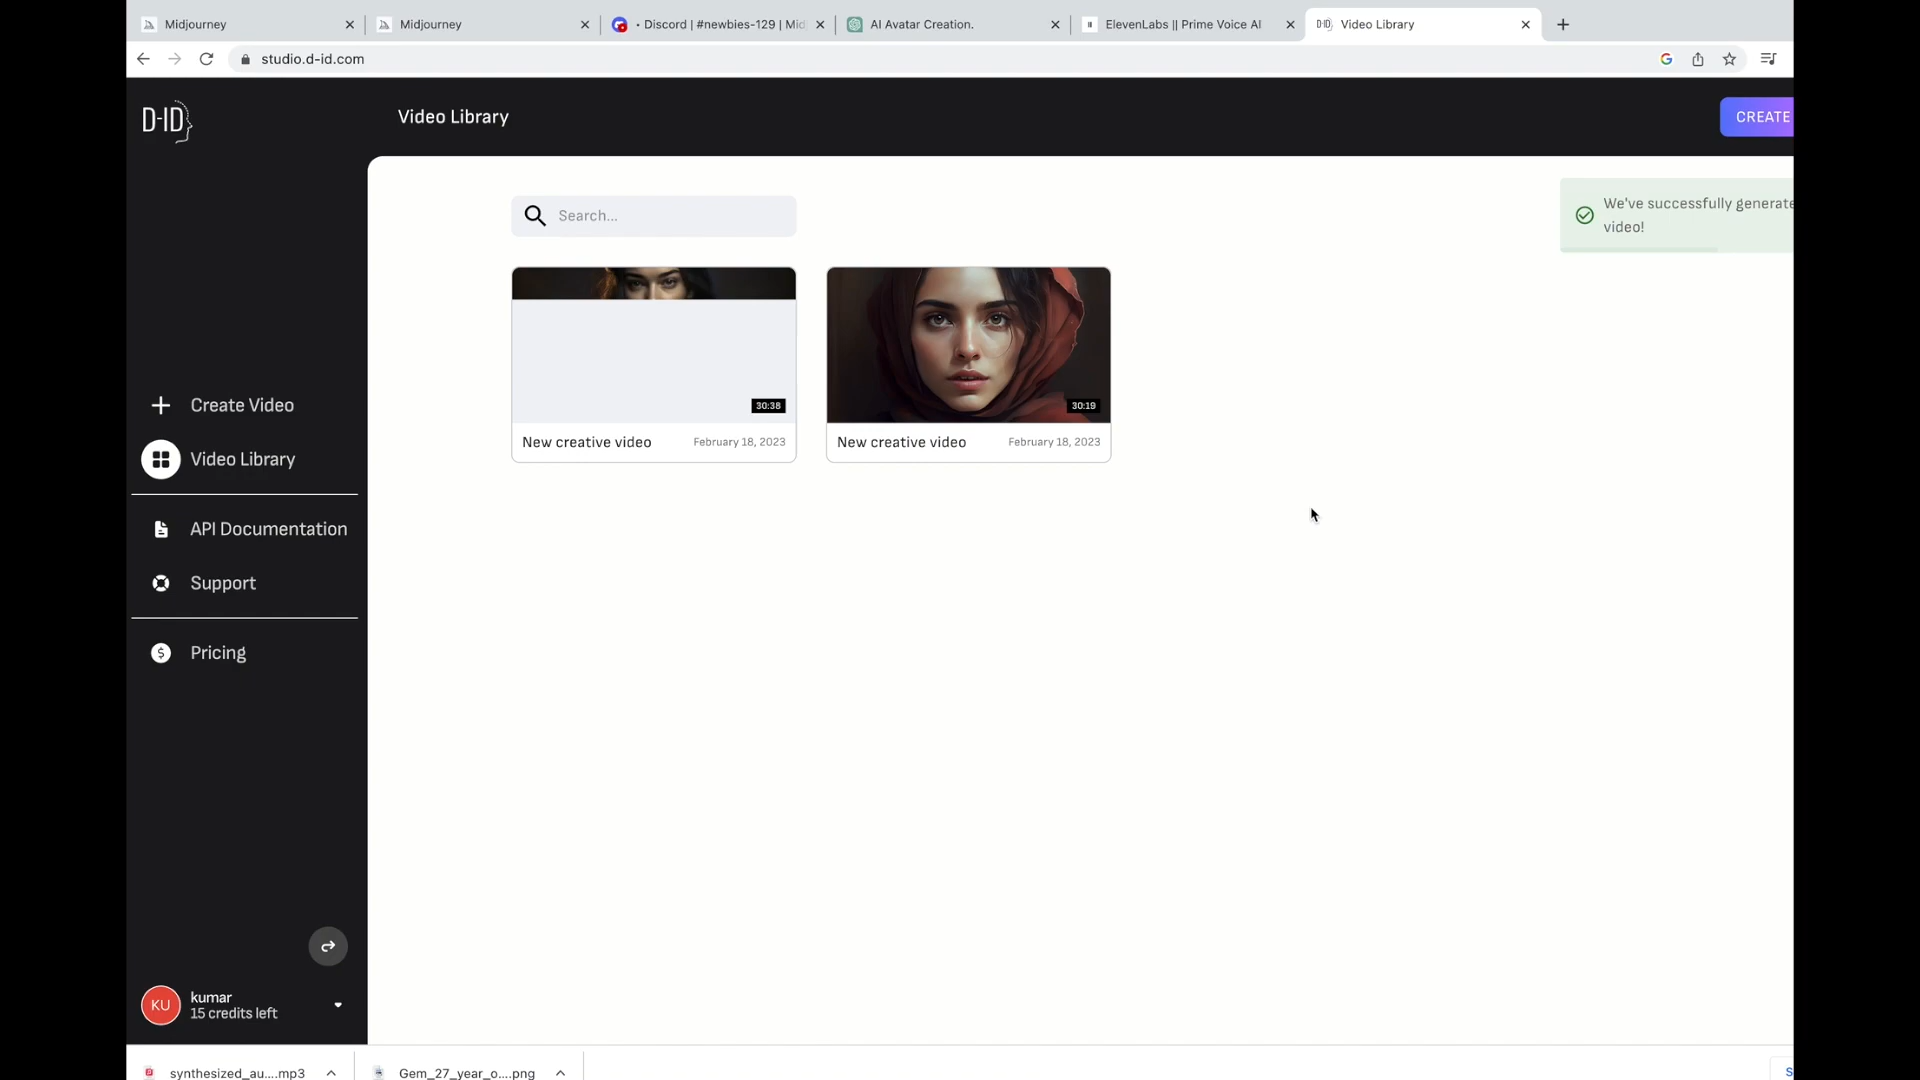 Midjourney
Midjourney
• Discord | #newbies-129 | Mid
AI Avatar Creation.
ElevenLabs || Prime Voice AI
D-ID Video Library
studio.d-id.com
D-ID
Video Library
CREATE
Search...
We've successfully generate
video!
30:38
30:19
New creative video February 18, 2023
New creative video February 18, 2023
Create Video
Video Library
API Documentation
Support
$ Pricing
KU
kumar
15 credits left
synthesized_au....mp3
Gem_27_year_o....png
S